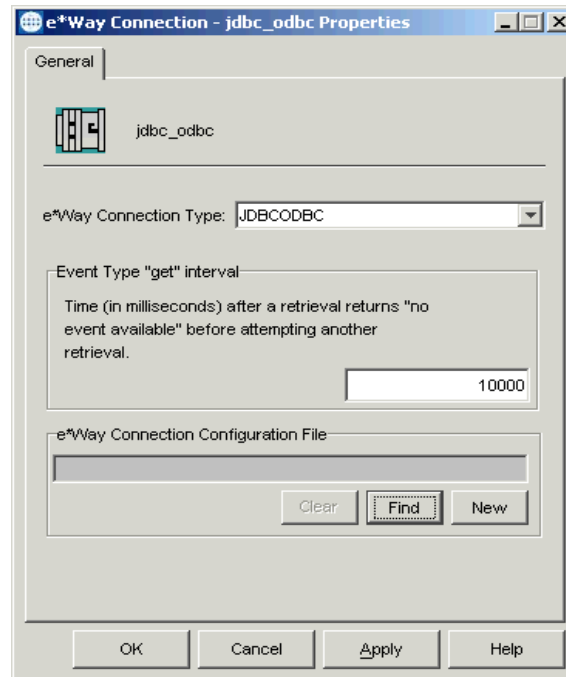 e*Way Connection - jdbc_odbc Properties
General
jdbc_odbc
e*Way Connection Type: JDBCODBC
Event Type "get" interval
Time (in milliseconds) after a retrieval returns "no
event available" before attempting another
retrieval.
10000
e*Way Connection Configuration File
Clear Find New
OK Cancel Apply Help